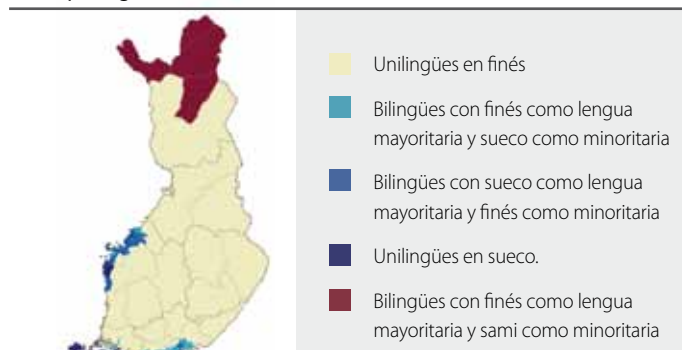 Unilingües en finés
Bilingües con finés como lengua
mayoritaria y sueco como minoritaria
Bilingües con sueco como lengua
mayoritaria y finés como minoritaria
Unilingües en sueco.
Bilingües con finés como lengua
mayoritaria y sami como minoritaria